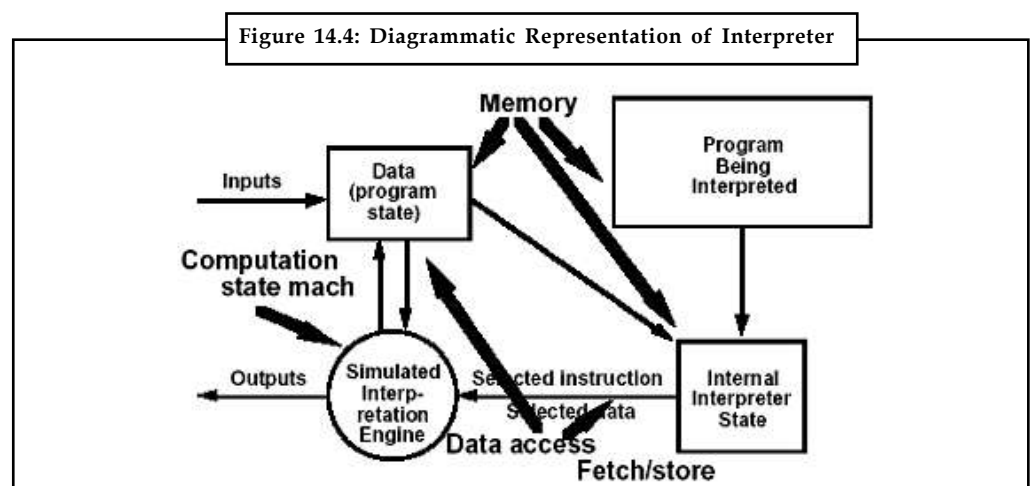 Figure 14.4: Diagrammatic Representation of Interpreter
Memory
Program
Being
Interpreted
Data
(program
state)
Inputs
Computation
state mach
Simulated
Interp-
retation
Engine
Outputs
Selected instruction
Selected data
Internal
Interpreter
State
Data access
Fetch/store